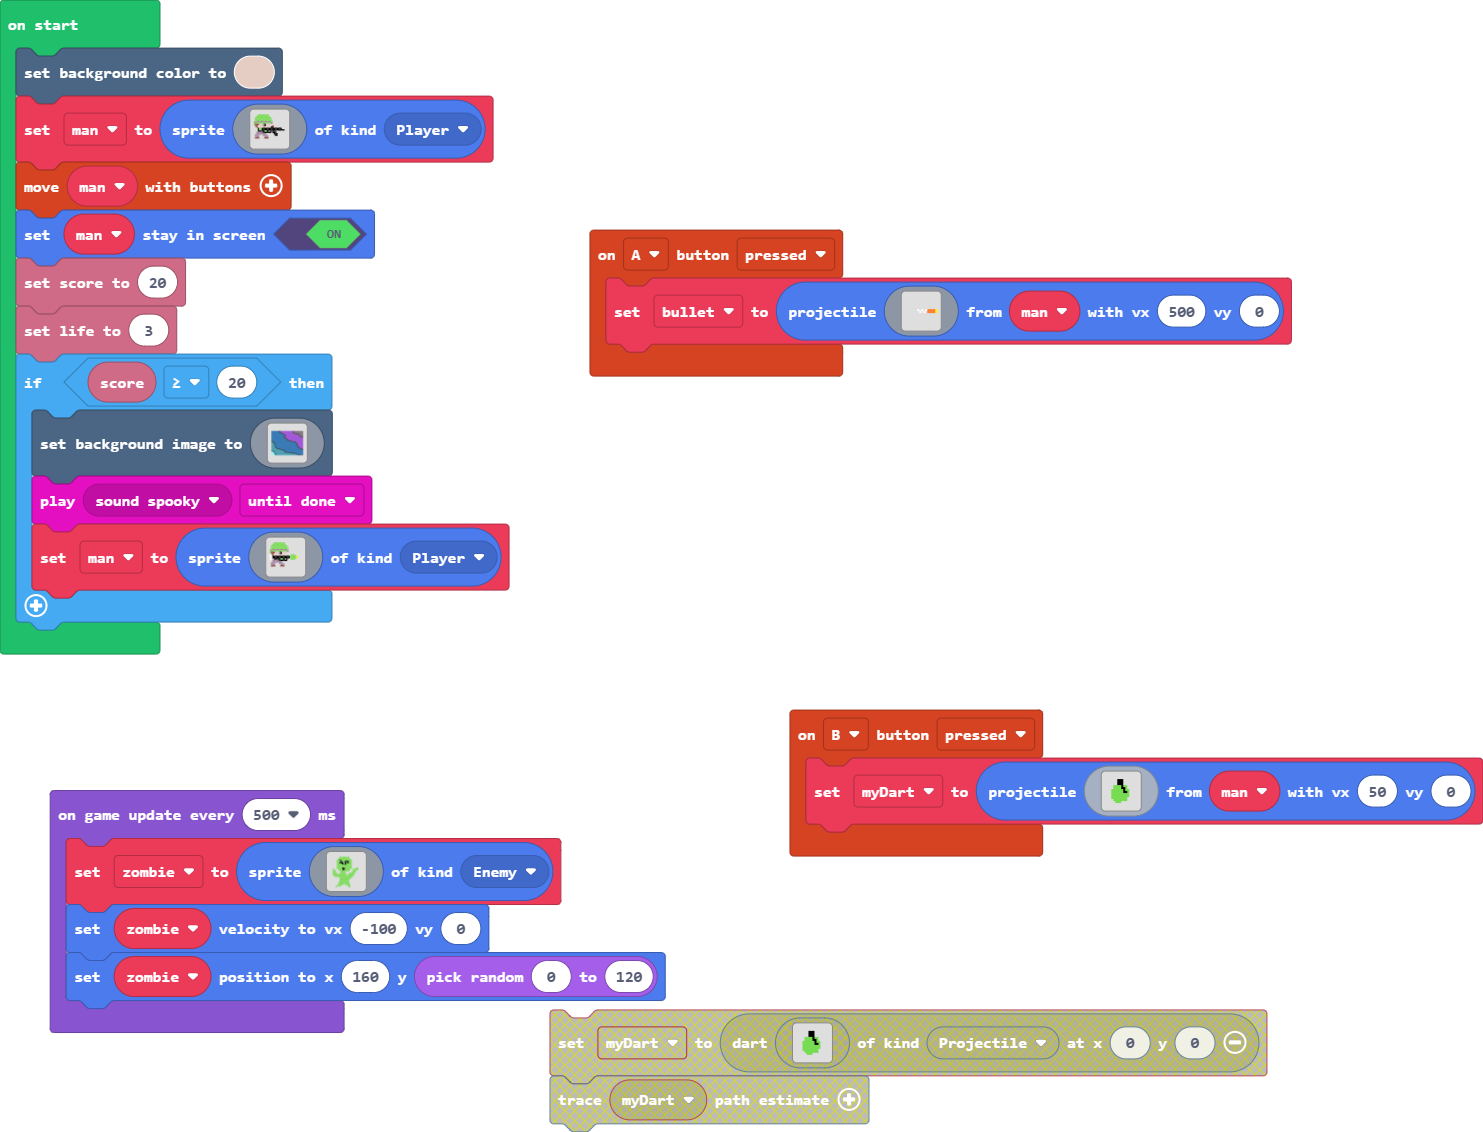 on start
set background color to
set man to sprite of kind Player
move man with buttons
set man stay in screen ON
set score to 20
set life to 3
if score ≥ 20 then
set background image to
play sound spooky until done
set man to sprite of kind Player
on A button pressed
set bullet to projectile from man with vx 500 vy 0
on B button pressed
set myDart to projectile from man with vx 50 vy 0
on game update every 500 ms
set zombie to sprite of kind Enemy
set zombie velocity to vx -100 vy 0
set zombie position to x 160 y pick random 0 to 120
set myDart to dart of kind Projectile at x 0 y 0
trace myDart path estimate